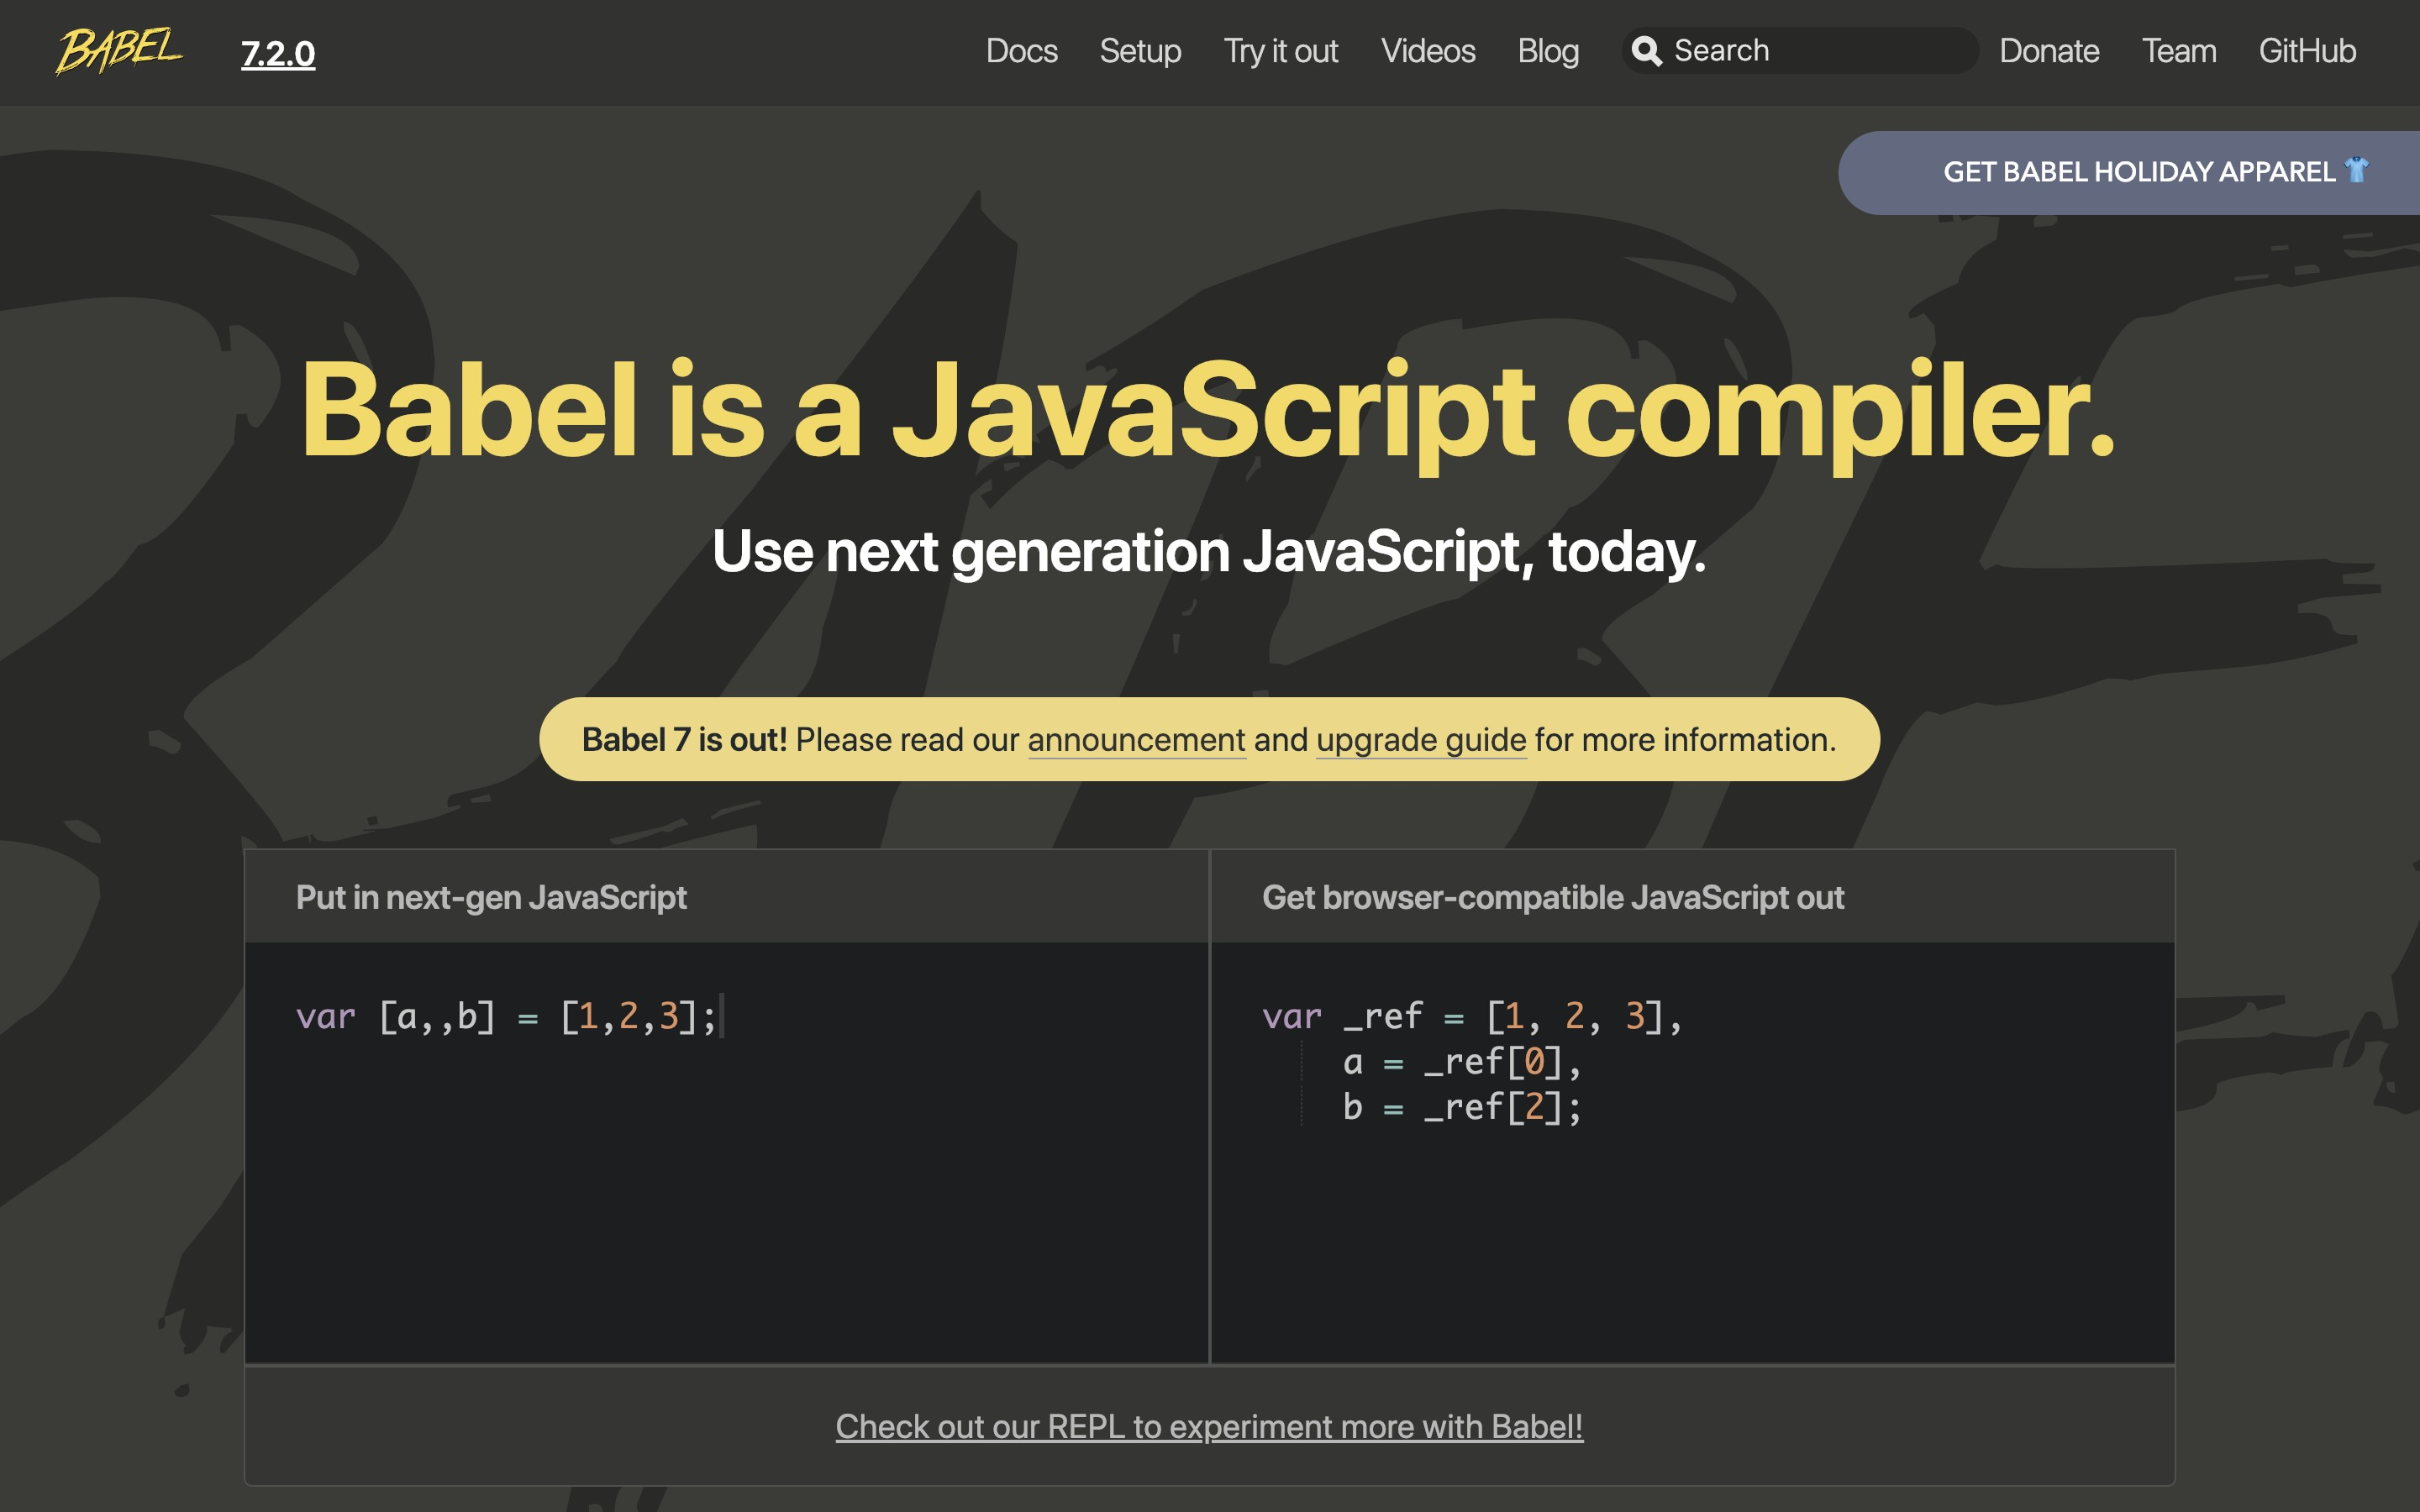 BABEL
7.2.0
Docs
Setup
Try it out
Videos
Blog
Search
Donate
Team
GitHub
GET BABEL HOLIDAY APPAREL 👕
Babel is a JavaScript compiler.
Use next generation JavaScript, today.
Babel 7 is out! Please read our announcement and upgrade guide for more information.
Put in next-gen JavaScript
var [a,,b] = [1,2,3];
Get browser-compatible JavaScript out
var _ref = [1, 2, 3],
    a = _ref[0],
    b = _ref[2];
Check out our REPL to experiment more with Babel!